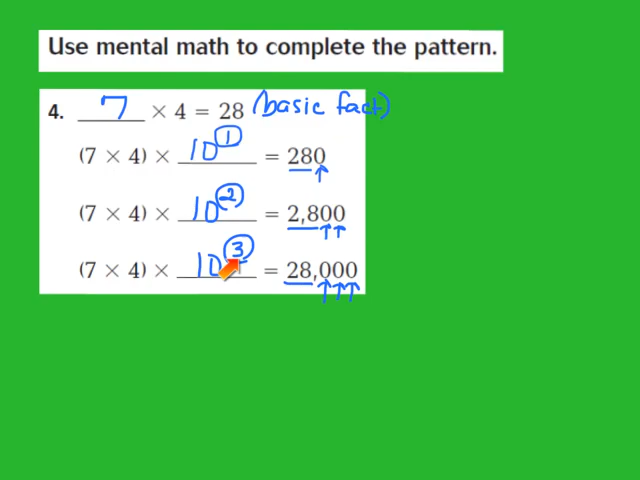 Use mental math to complete the pattern.
4. 7 × 4 = 28 (basic fact)
(7 × 4) × 10^1 = 280
(7 × 4) × 10^2 = 2,800
(7 × 4) × 10^3 = 28,000